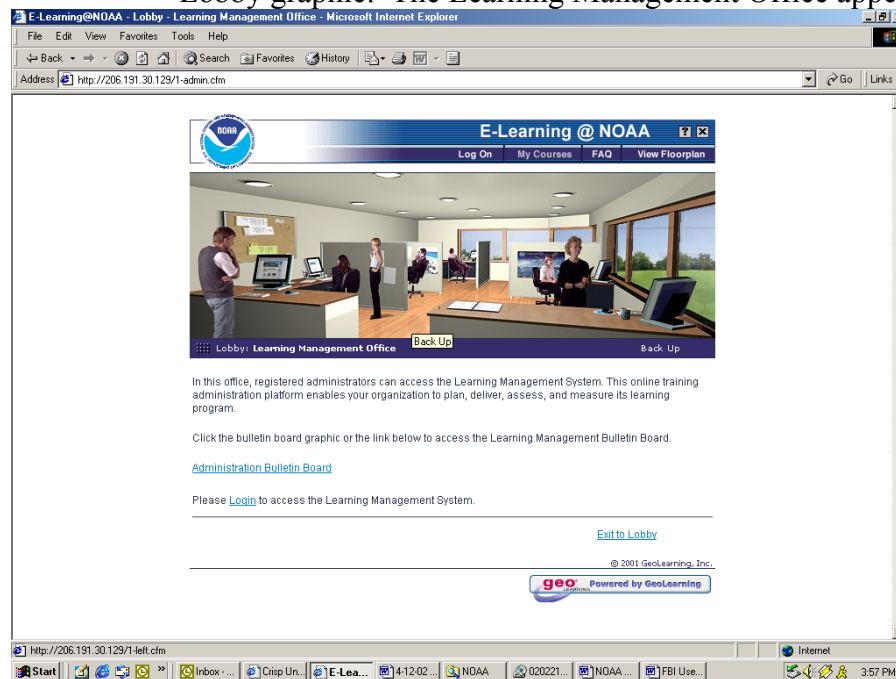 Lobby graphic. The Learning Management Office appe
E-Learning@NOAA - Lobby - Learning Management Office - Microsoft Internet Explorer
File Edit View Favorites Tools Help
Back Search Favorites History
Address http://206.191.30.129/1-admin.cfm Go Links
NOAA
E-Learning @ NOAA
Log On My Courses FAQ View Floorplan
Back Up
Lobby: Learning Management Office Back Up
In this office, registered administrators can access the Learning Management System. This online training
administration platform enables your organization to plan, deliver, assess, and measure its learning
program.
Click the bulletin board graphic or the link below to access the Learning Management Bulletin Board.
Administration Bulletin Board
Please Login to access the Learning Management System.
Exit to Lobby
© 2001 GeoLearning, Inc.
geo LEARNING Powered by GeoLearning
http://206.191.30.129/1-left.cfm Internet
Start Inbox - ... Crisp Un... E-Lea... 4-12-02 ... NOAA 020221... NOAA ... FBI Use... 3:57 PM